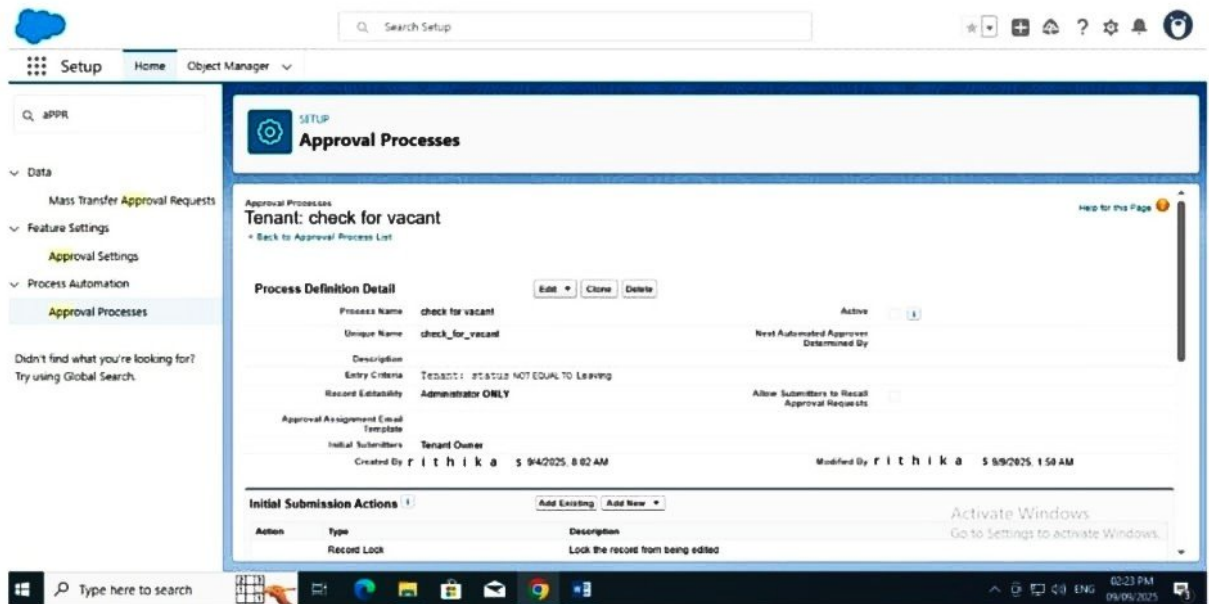 Search Setup
Setup
Home
Object Manager
aPPR
Data
Mass Transfer Approval Requests
Feature Settings
Approval Settings
Process Automation
Approval Processes
Didn't find what you're looking for?
Try using Global Search.
SETUP
Approval Processes
Approval Processes
Tenant: check for vacant
« Back to Approval Process List
Help for this Page ?
Process Definition Detail Edit Clone Delete
Process Name check for vacant Active i
Unique Name check_for_vacant Next Automated Approver
Determined By
Description
Entry Criteria Tenant: status NOT EQUAL TO Leaving
Record Editability Administrator ONLY Allow Submitters to Recall
Approval Requests
Approval Assignment Email
Template
Initial Submitters Tenant Owner
Created By rithika s 9/4/2025, 8:02 AM Modified By rithika s 9/9/2025, 1:50 AM
Initial Submission Actions i Add Existing Add New
Action Type Description
Record Lock Lock the record from being edited
Activate Windows
Go to Settings to activate Windows.
Type here to search
ENG
02:23 PM
09/09/2025